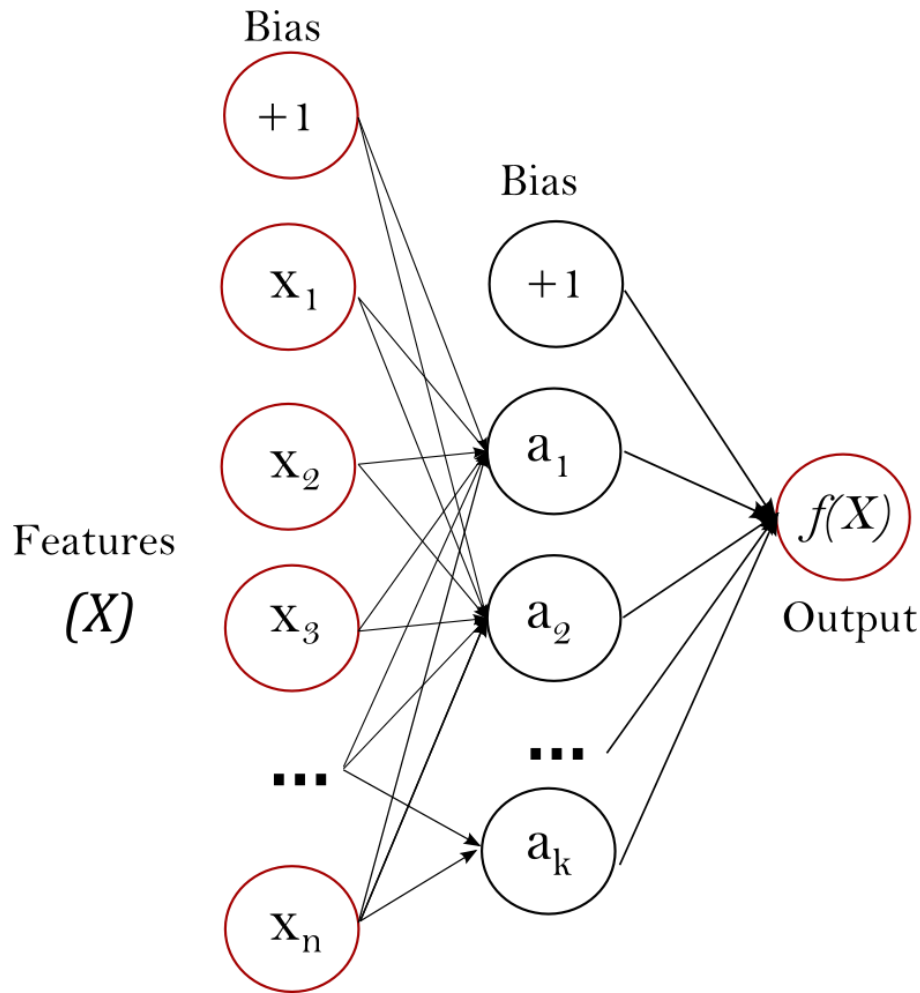 Bias
+1
x₁
x₂
x₃
...
xₙ
Features
(X)
Bias
+1
a₁
a₂
...
aₖ
f(X)
Output